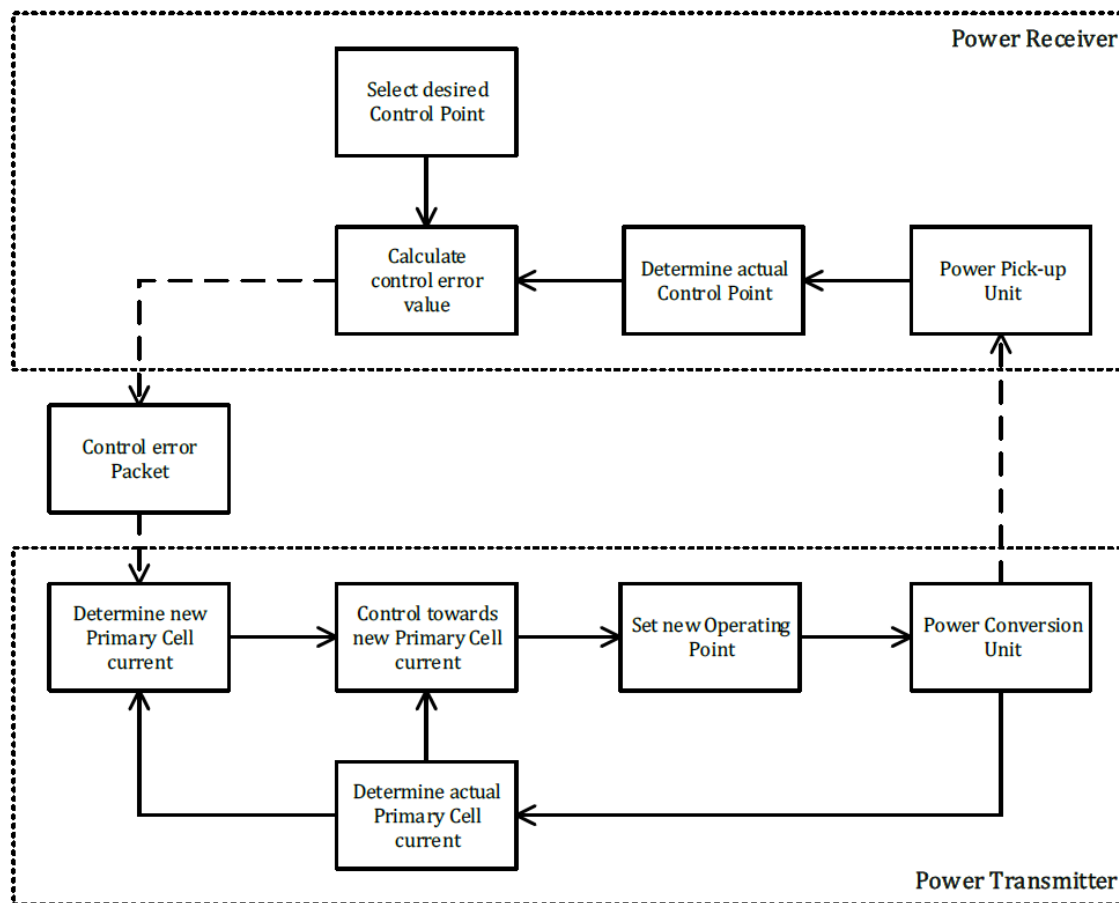 Power Receiver
Select desired
Control Point
Calculate
control error
value
Determine actual
Control Point
Power Pick-up
Unit
Control error
Packet
Determine new
Primary Cell
current
Control towards
new Primary Cell
current
Set new Operating
Point
Power Conversion
Unit
Determine actual
Primary Cell
current
Power Transmitter